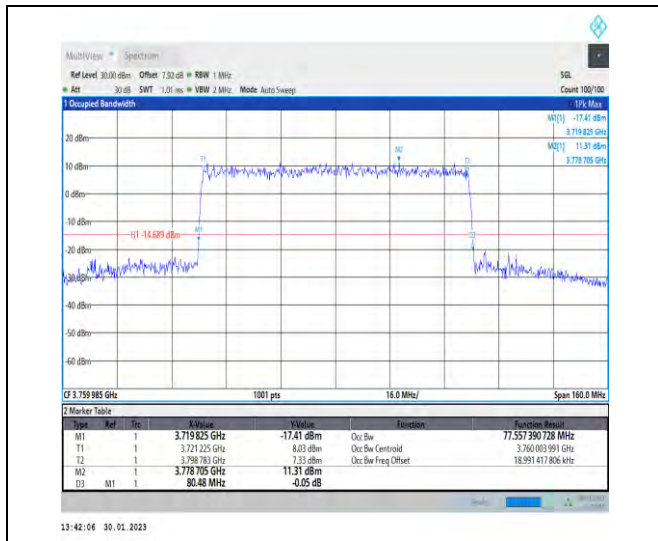 MultiView Spectrum
Ref Level 30.00 dBm Offset 7.92 dB RBW 1 MHz SGL
Att 30 dB SWT 1.01 ms VBW 2 MHz Mode Auto Sweep Count 100/100
1 Occupied Bandwidth 1Pk Max
M1[1] -17.41 dBm
3.719 825 GHz
M2[1] 11.31 dBm
3.778 705 GHz
20 dBm
M2
T1 T2
10 dBm
0 dBm
-10 dBm
H1 -14.689 dBm M1
D3
-20 dBm
-30 dBm
-40 dBm
-50 dBm
-60 dBm
CF 3.759 985 GHz 1001 pts 16.0 MHz/ Span 160.0 MHz
2 Marker Table
Type Ref Trc X-Value Y-Value Function Function Result
M1 1 3.719 825 GHz -17.41 dBm Occ Bw 77.557 390 728 MHz
T1 1 3.721 225 GHz 8.03 dBm Occ Bw Centroid 3.760 003 991 GHz
T2 1 3.798 783 GHz 7.33 dBm Occ Bw Freq Offset 18.991 417 806 kHz
M2 1 3.778 705 GHz 11.31 dBm
D3 M1 1 80.48 MHz -0.05 dB
13:42:06 30.01.2023